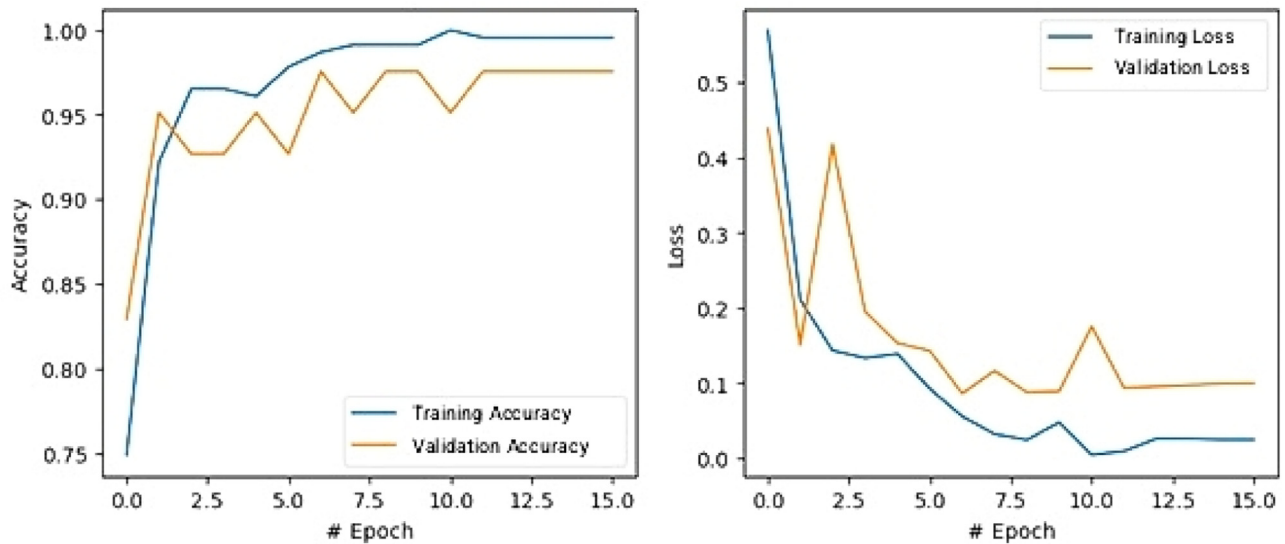 1.00
0.95
0.90
0.85
0.80
0.75
Accuracy
Training Accuracy
Validation Accuracy
0.0 2.5 5.0 7.5 10.0 12.5 15.0
# Epoch
Training Loss
Validation Loss
0.5
0.4
0.3
0.2
0.1
0.0
Loss
0.0 2.5 5.0 7.5 10.0 12.5 15.0
# Epoch